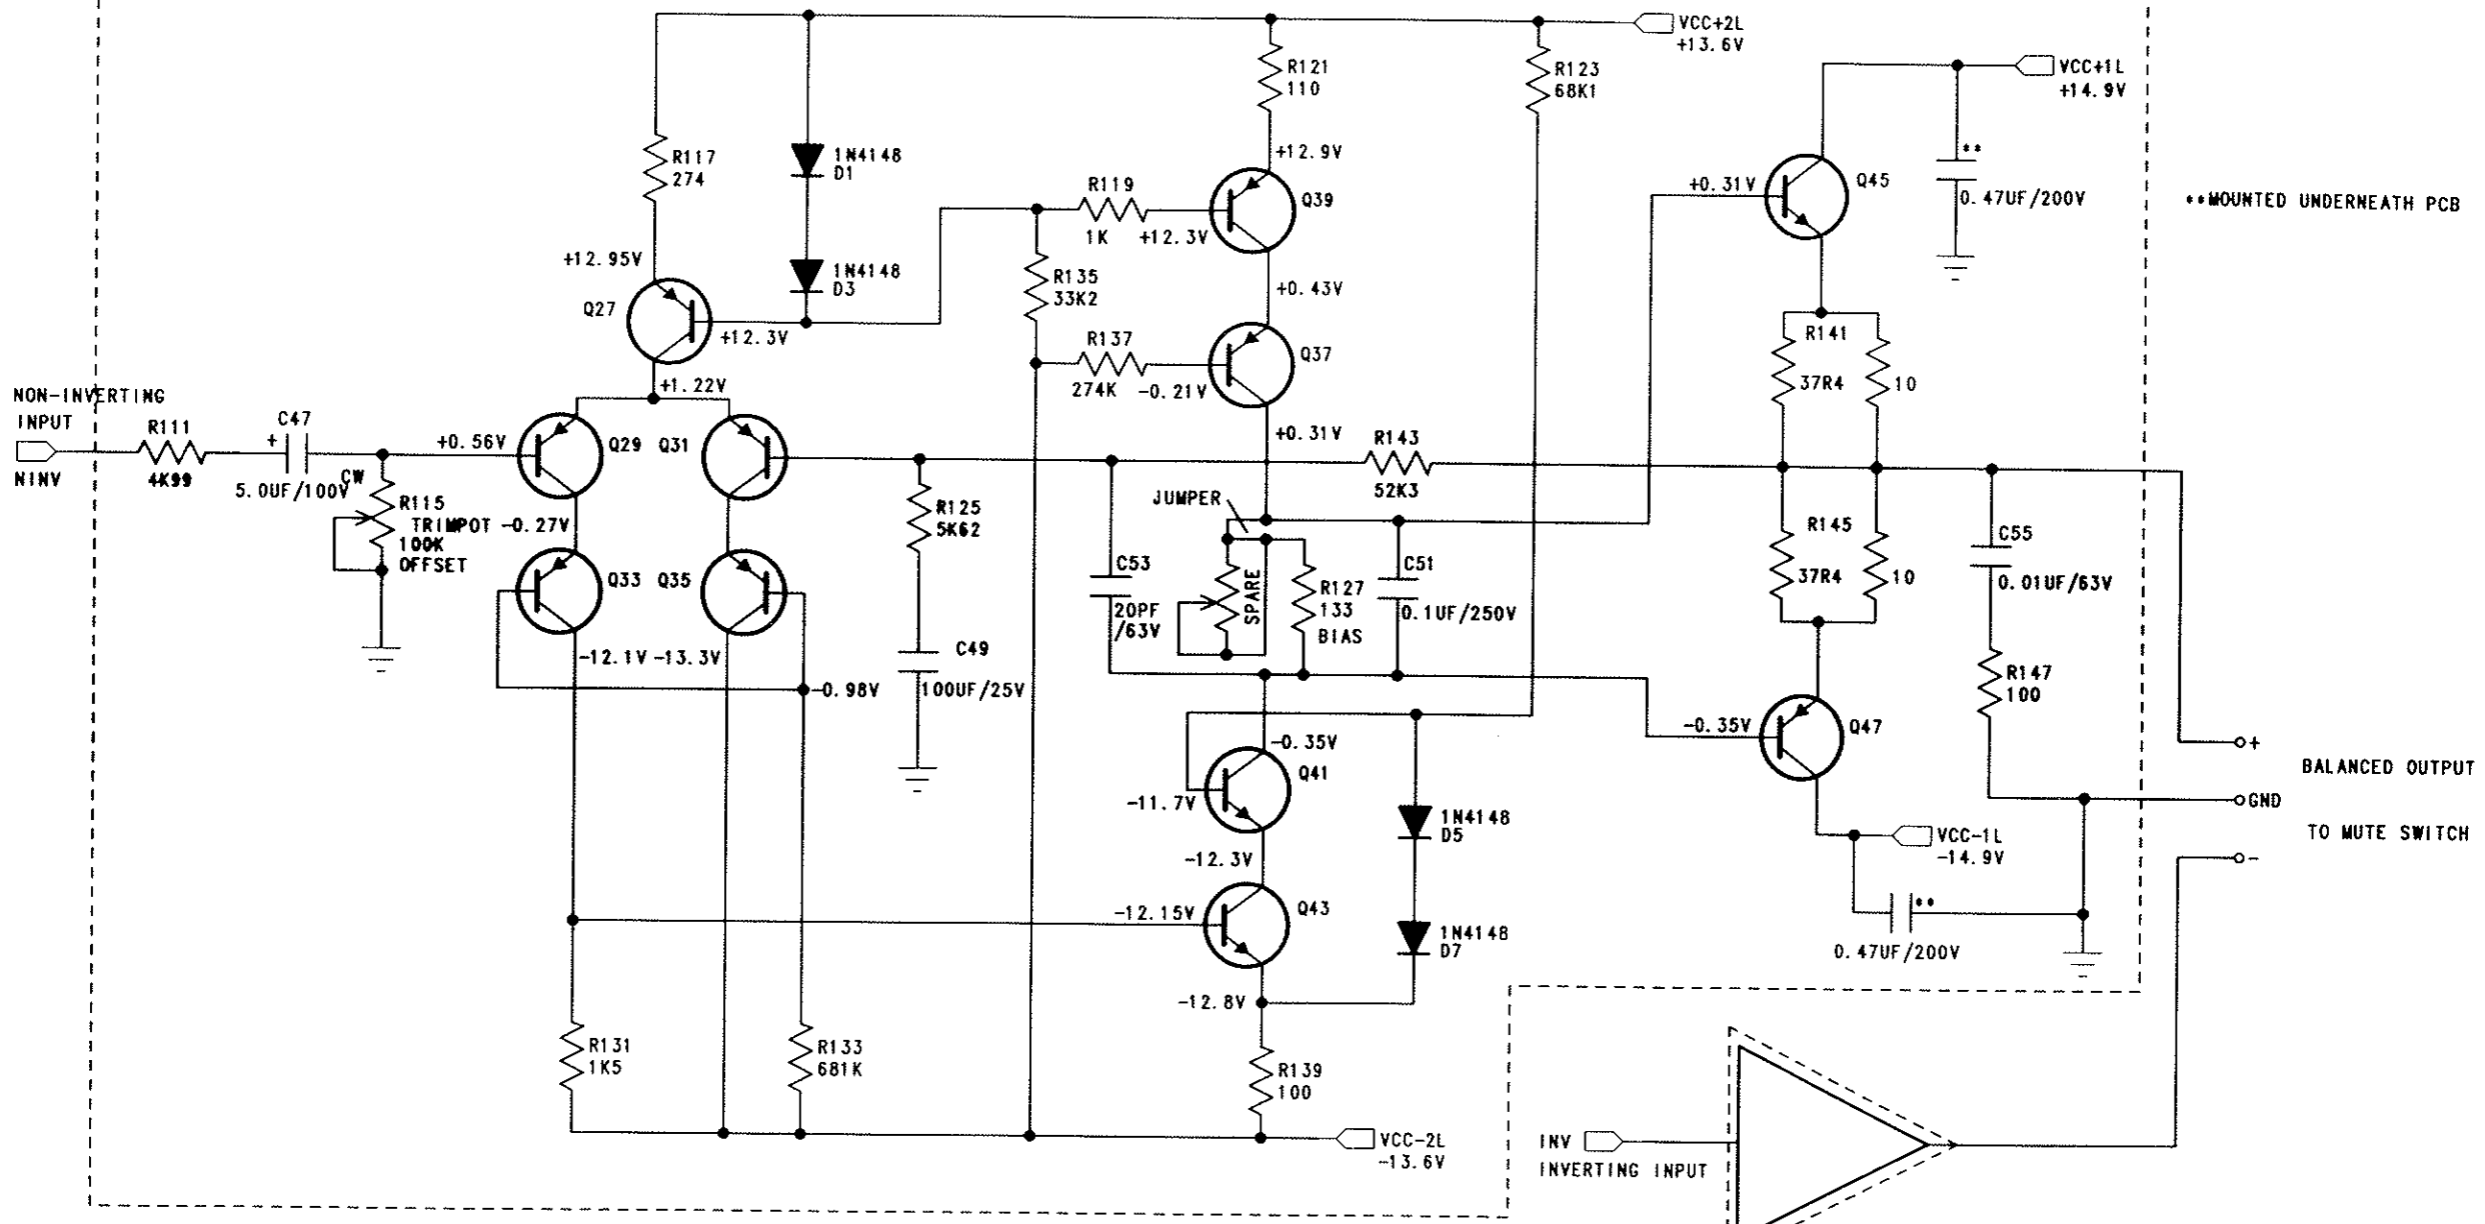 VCC+2L
+13.6V
R121
110
R123
68K1
VCC+1L
+14.9V
R117
274
1N4148
D1
+12.9V
**
R119
1K
+12.3V
Q39
+0.31V
Q45
0.47UF/200V
**MOUNTED UNDERNEATH PCB
+12.95V
1N4148
D3
R135
33K2
+0.43V
Q27
+12.3V
R137
274K
-0.21V
Q37
R141
37R4
10
+1.22V
NON-INVERTING
INPUT
NINV
R111
4K99
C47
+
5.0UF/100V
CW
+0.56V
Q29
Q31
+0.31V
R143
52K3
R115
TRIMPOT
100K
OFFSET
-0.27V
R125
5K62
JUMPER
R145
37R4
10
C55
0.01UF/63V
Q33
Q35
C53
20PF
/63V
SPARE
R127
133
BIAS
C51
0.1UF/250V
-12.1V
-13.3V
C49
100UF/25V
-0.98V
R147
100
-0.35V
Q41
-11.7V
-0.35V
Q47
+
BALANCED OUTPUT
GND
TO MUTE SWITCH
-
1N4148
D5
VCC-1L
-14.9V
-12.3V
-12.15V
Q43
1N4148
D7
**
0.47UF/200V
-12.8V
R131
1K5
R133
681K
R139
100
VCC-2L
-13.6V
INV
INVERTING INPUT